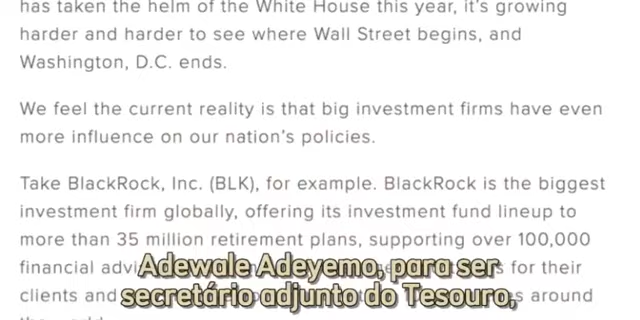 has taken the helm of the White House this year, it's growing
harder and harder to see where Wall Street begins, and
Washington, D.C. ends.
We feel the current reality is that big investment firms have even
more influence on our nation's policies.
Take BlackRock, Inc. (BLK), for example. BlackRock is the biggest
investment firm globally, offering its investment fund lineup to
more than 35 million retirement plans, supporting over 100,000
financial for their
clients and around
Adewale Adeyemo, para ser
secretário adjunto do Tesouro,